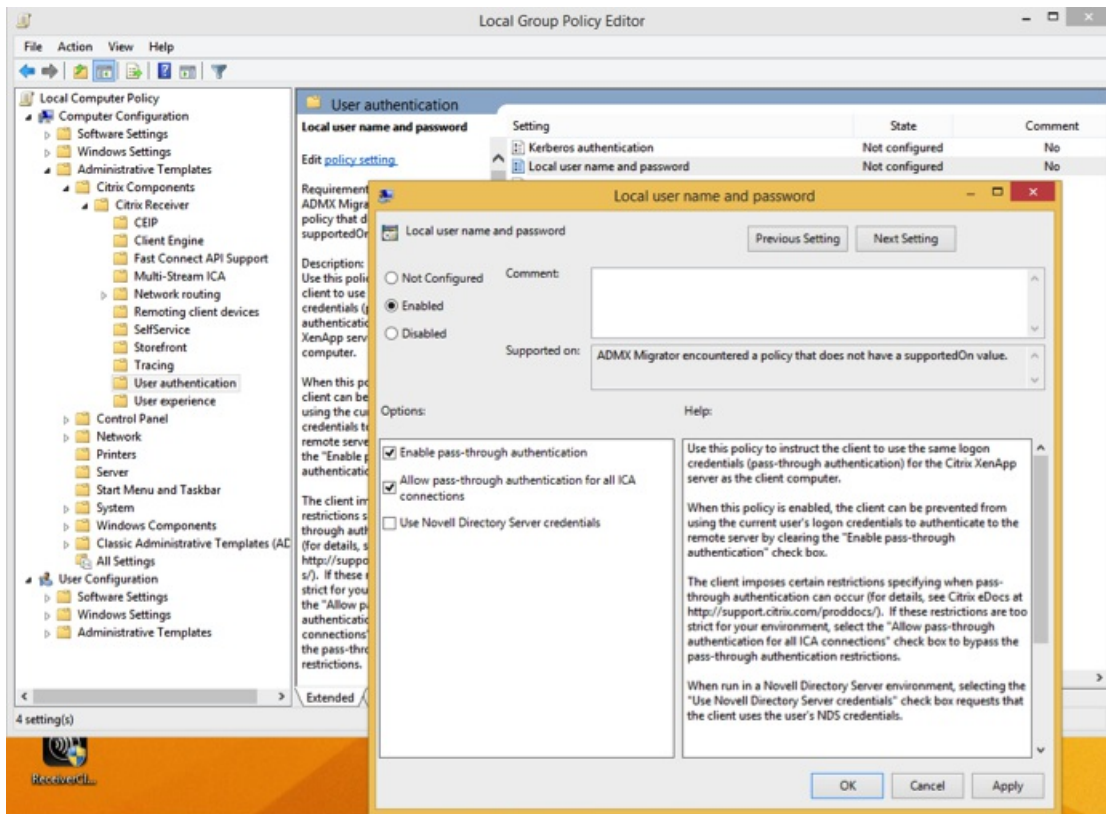 Local Group Policy Editor
File Action View Help
Local Computer Policy
Computer Configuration
Software Settings
Windows Settings
Administrative Templates
Citrix Components
Citrix Receiver
CEIP
Client Engine
Fast Connect API Support
Multi-Stream ICA
Network routing
Remoting client devices
SelfService
Storefront
Tracing
User authentication
User experience
Control Panel
Network
Printers
Server
Start Menu and Taskbar
System
Windows Components
Classic Administrative Templates (AD
All Settings
User Configuration
Software Settings
Windows Settings
Administrative Templates
4 setting(s)
User authentication
Local user name and password
Edit policy setting
Requirement
ADMX Migra
policy that d
supportedOr
Description:
Use this polic
client to use
credentials (p
authenticatic
XenApp serv
computer.
When this po
client can be
using the cu
credentials to
remote serve
the "Enable p
authenticatic
The client im
restrictions s
through auth
(for details, s
http://suppo
s/). If these r
strict for you
the "Allow p
authenticatic
connections"
the pass-thro
restrictions.
Extended
Setting State Comment
Kerberos authentication Not configured No
Local user name and password Not configured No
Local user name and password
Local user name and password
Previous Setting Next Setting
Not Configured
Enabled
Disabled
Comment:
Supported on:
ADMX Migrator encountered a policy that does not have a supportedOn value.
Options:
Enable pass-through authentication
Allow pass-through authentication for all ICA
connections
Use Novell Directory Server credentials
Help:
Use this policy to instruct the client to use the same logon
credentials (pass-through authentication) for the Citrix XenApp
server as the client computer.
When this policy is enabled, the client can be prevented from
using the current user's logon credentials to authenticate to the
remote server by clearing the "Enable pass-through
authentication" check box.
The client imposes certain restrictions specifying when pass-
through authentication can occur (for details, see Citrix eDocs at
http://support.citrix.com/proddocs/). If these restrictions are too
strict for your environment, select the "Allow pass-through
authentication for all ICA connections" check box to bypass the
pass-through authentication restrictions.
When run in a Novell Directory Server environment, selecting the
"Use Novell Directory Server credentials" check box requests that
the client uses the user's NDS credentials.
OK Cancel Apply